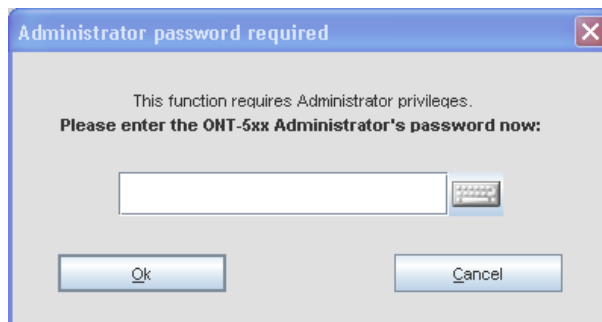 Administrator password required
This function requires Administrator privileges.
Please enter the ONT-5xx Administrator's password now:
Ok
Cancel